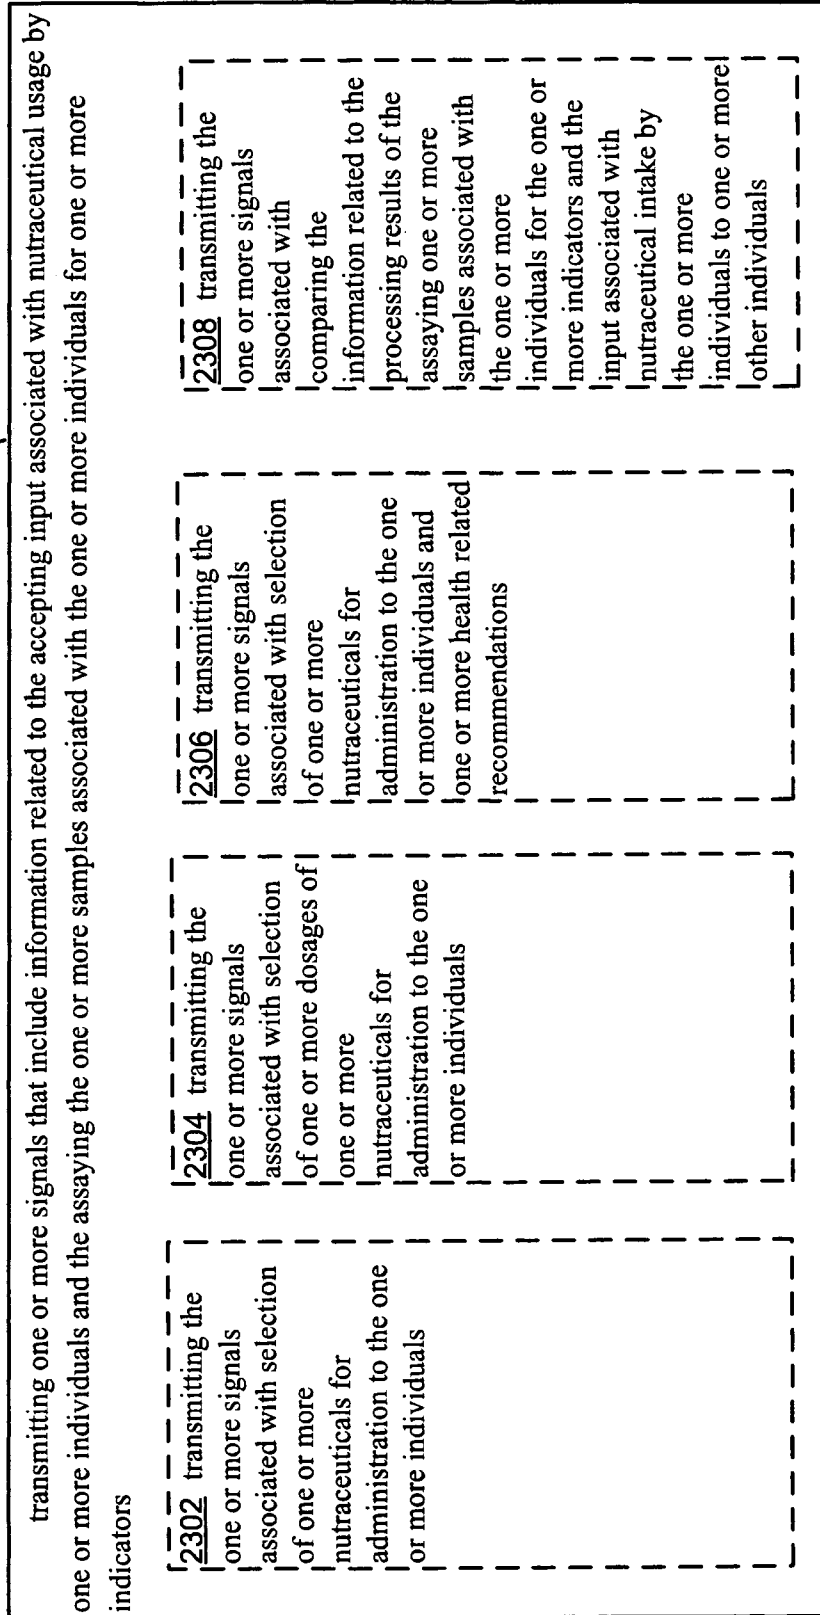 transmitting one or more signals that include information related to the accepting input associated with nutraceutical usage by
one or more individuals and the assaying the one or more samples associated with the one or more individuals for one or more
indicators
2302 transmitting the
one or more signals
associated with selection
of one or more
nutraceuticals for
administration to the one
or more individuals
2304 transmitting the
one or more signals
associated with selection
of one or more dosages of
one or more
nutraceuticals for
administration to the one
or more individuals
2306 transmitting the
one or more signals
associated with selection
of one or more
nutraceuticals for
administration to the one
or more individuals and
one or more health related
recommendations
2308 transmitting the
one or more signals
associated with
comparing the
information related to the
processing results of the
assaying one or more
samples associated with
the one or more
individuals for the one or
more indicators and the
input associated with
nutraceutical intake by
the one or more
individuals to one or more
other individuals